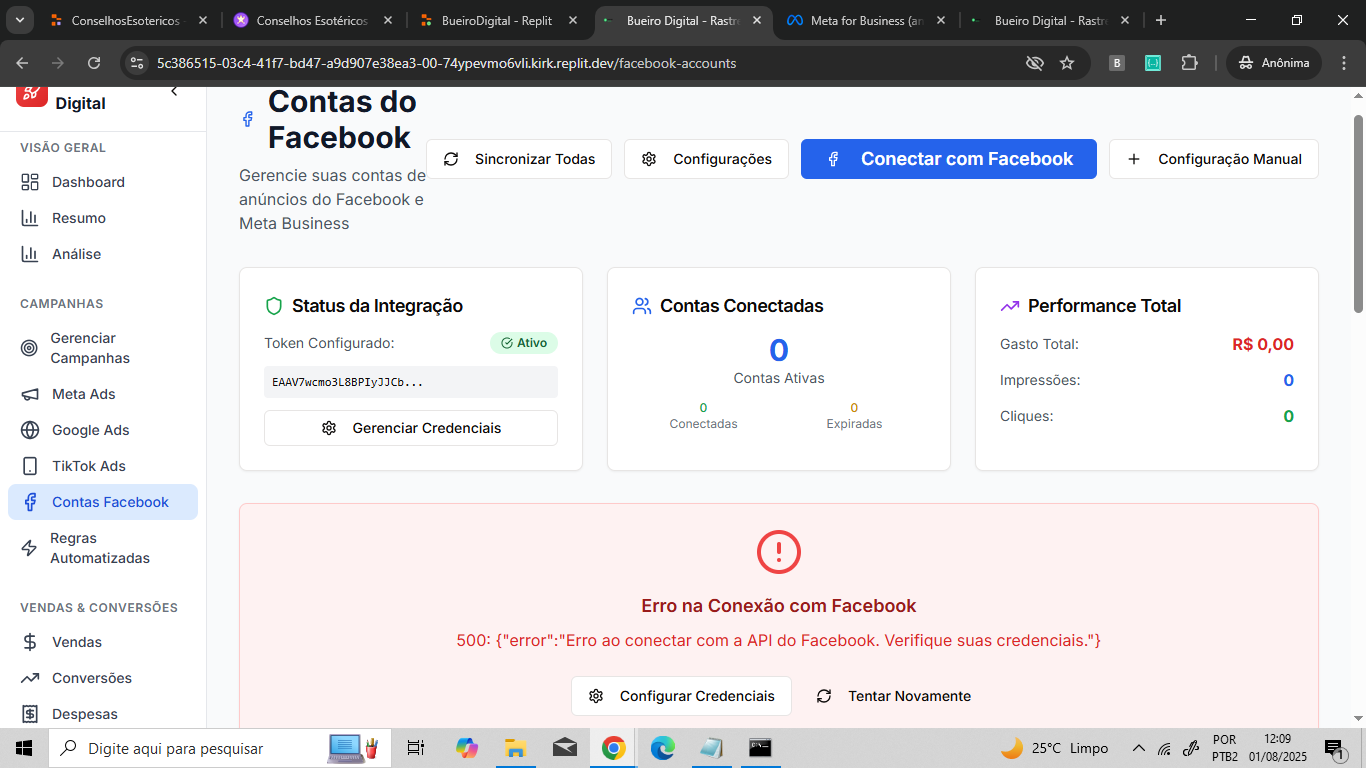 ConselhosEsotericos
Conselhos Esotéricos
BueiroDigital - Replit
Bueiro Digital - Rastre
Meta for Business (an
Bueiro Digital - Rastre
5c386515-03c4-41f7-bd47-a9d907e38ea3-00-74ypevmo6vli.kirk.replit.dev/facebook-accounts
B
Anônima
Digital
VISÃO GERAL
Dashboard
Resumo
Análise
CAMPANHAS
Gerenciar
Campanhas
Meta Ads
Google Ads
TikTok Ads
Contas Facebook
Regras
Automatizadas
VENDAS & CONVERSÕES
Vendas
Conversões
Despesas
Contas do
Facebook
Gerencie suas contas de
anúncios do Facebook e
Meta Business
Sincronizar Todas
Configurações
Conectar com Facebook
Configuração Manual
Status da Integração
Token Configurado:
Ativo
EAAV7wcmo3L8BPIyJJCb...
Gerenciar Credenciais
Contas Conectadas
0
Contas Ativas
0
Conectadas
0
Expiradas
Performance Total
Gasto Total: R$ 0,00
Impressões: 0
Cliques: 0
Erro na Conexão com Facebook
500: {"error":"Erro ao conectar com a API do Facebook. Verifique suas credenciais."}
Configurar Credenciais
Tentar Novamente
Digite aqui para pesquisar
25°C Limpo
POR
PTB2
12:09
01/08/2025
1